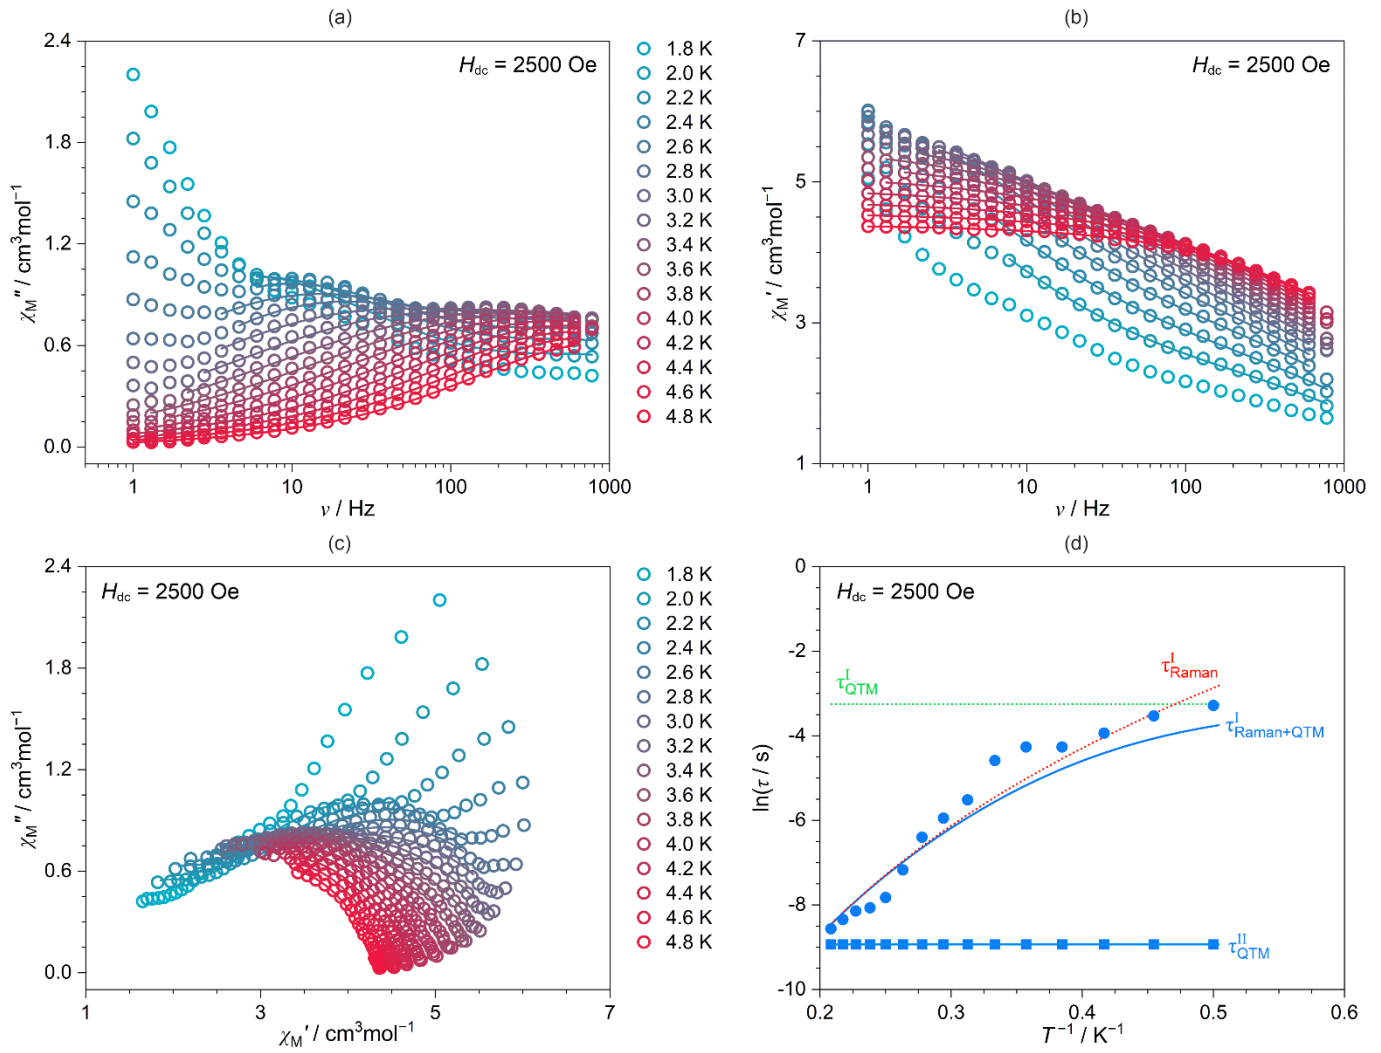 (a)
2.4
1.8
1.2
0.6
0.0
χM″ / cm³mol⁻¹
Hdc = 2500 Oe
1
10
100
1000
ν / Hz
1.8 K
2.0 K
2.2 K
2.4 K
2.6 K
2.8 K
3.0 K
3.2 K
3.4 K
3.6 K
3.8 K
4.0 K
4.2 K
4.4 K
4.6 K
4.8 K
(b)
7
5
3
1
χM′ / cm³mol⁻¹
Hdc = 2500 Oe
1
10
100
1000
ν / Hz
(c)
2.4
1.8
1.2
0.6
0.0
χM″ / cm³mol⁻¹
Hdc = 2500 Oe
1
3
5
7
χM′ / cm³mol⁻¹
1.8 K
2.0 K
2.2 K
2.4 K
2.6 K
2.8 K
3.0 K
3.2 K
3.4 K
3.6 K
3.8 K
4.0 K
4.2 K
4.4 K
4.6 K
4.8 K
(d)
0
-2
-4
-6
-8
-10
ln(τ / s)
Hdc = 2500 Oe
τ^I_QTM
τ^I_Raman
τ^I_Raman+QTM
τ^II_QTM
0.2
0.3
0.4
0.5
0.6
T⁻¹ / K⁻¹